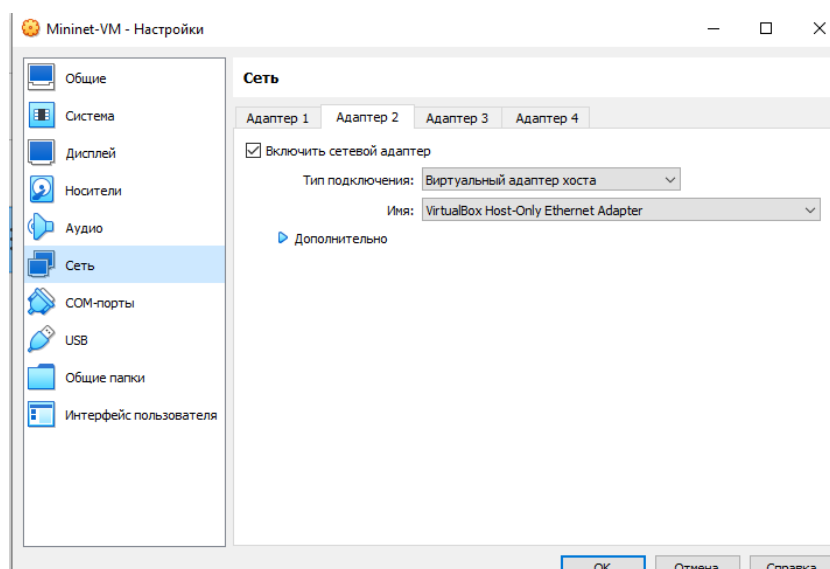 Mininet-VM - Настройки
Общие
Система
Дисплей
Носители
Аудио
Сеть
COM-порты
USB
Общие папки
Интерфейс пользователя
Сеть
Адаптер 1 Адаптер 2 Адаптер 3 Адаптер 4
Включить сетевой адаптер
Тип подключения: Виртуальный адаптер хоста
Имя: VirtualBox Host-Only Ethernet Adapter
Дополнительно
OK Отмена Справка